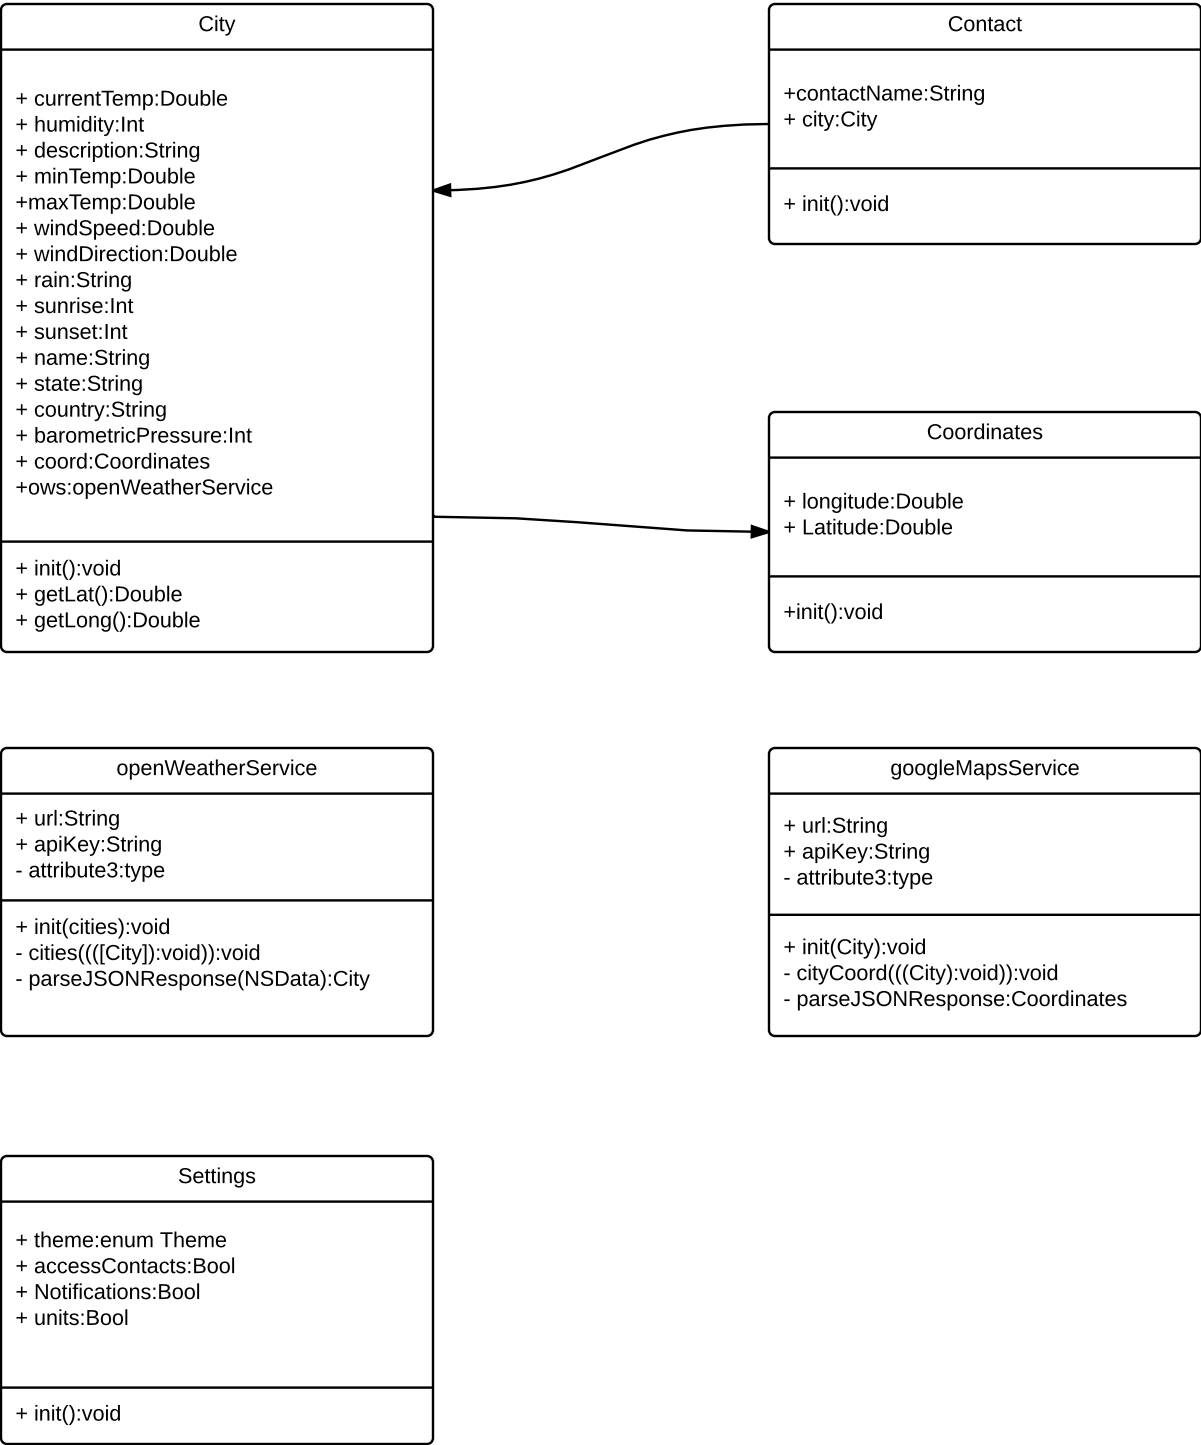 City
+ currentTemp:Double
+ humidity:Int
+ description:String
+ minTemp:Double
+maxTemp:Double
+ windSpeed:Double
+ windDirection:Double
+ rain:String
+ sunrise:Int
+ sunset:Int
+ name:String
+ state:String
+ country:String
+ barometricPressure:Int
+ coord:Coordinates
+ows:openWeatherService
+ init():void
+ getLat():Double
+ getLong():Double
Contact
+contactName:String
+ city:City
+ init():void
Coordinates
+ longitude:Double
+ Latitude:Double
+init():void
openWeatherService
+ url:String
+ apiKey:String
- attribute3:type
+ init(cities):void
- cities((([City]):void)):void
- parseJSONResponse(NSData):City
googleMapsService
+ url:String
+ apiKey:String
- attribute3:type
+ init(City):void
- cityCoord(((City):void)):void
- parseJSONResponse:Coordinates
Settings
+ theme:enum Theme
+ accessContacts:Bool
+ Notifications:Bool
+ units:Bool
+ init():void